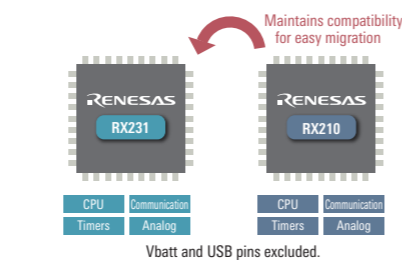 Maintains compatibility
for easy migration
RENESAS
RX231
RENESAS
RX210
CPU Communication
Timers Analog
CPU Communication
Timers Analog
Vbatt and USB pins excluded.